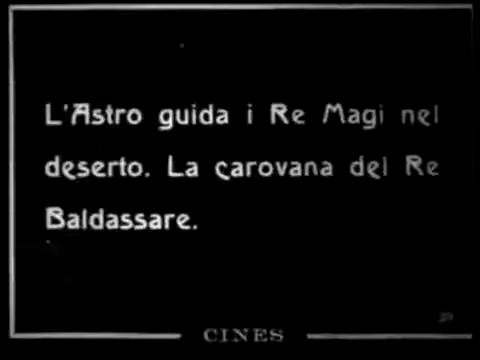 L'Astro guida i Re Magi nel
deserto. La carovana del Re
Baldassare.
CINES